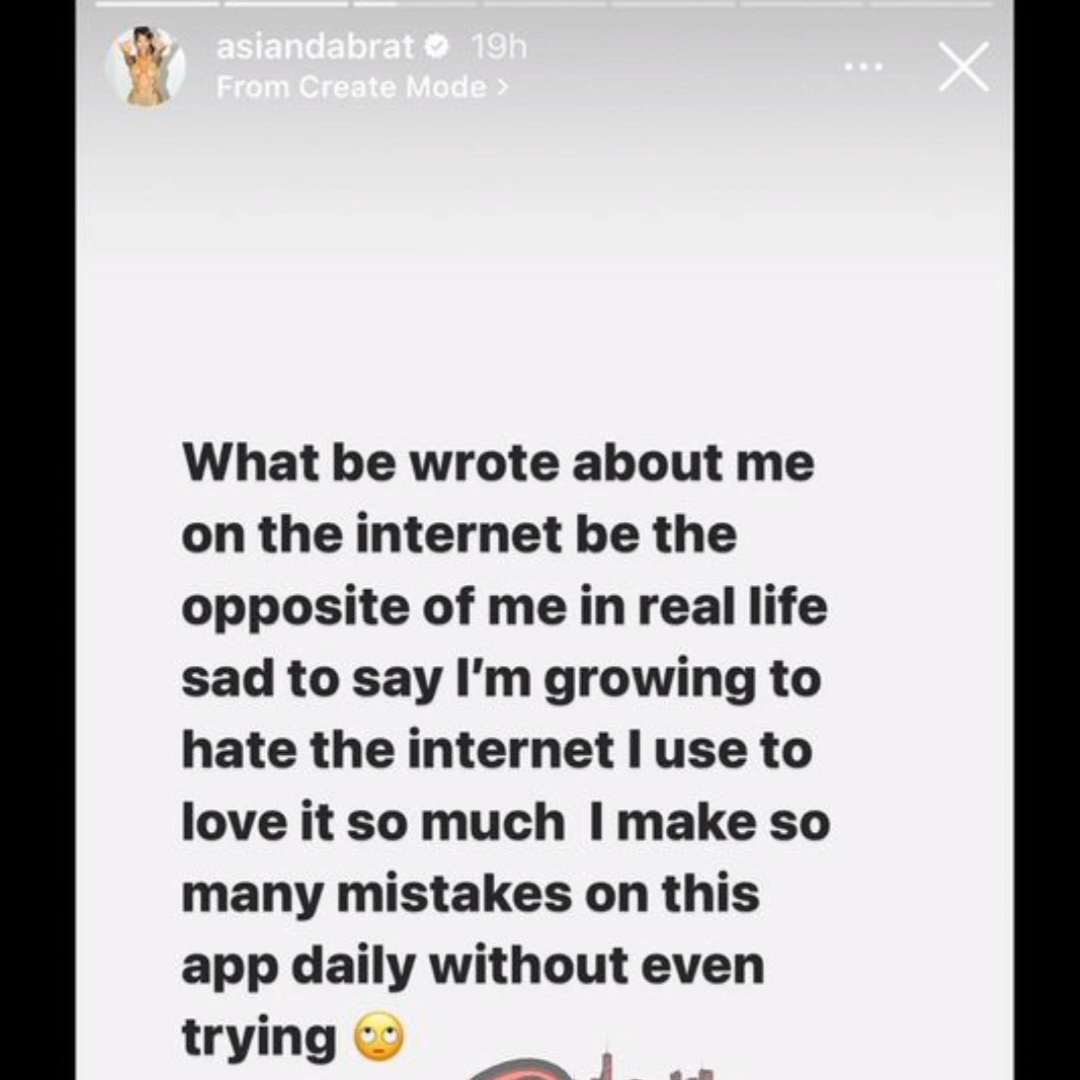 asiandabrat 19h
From Create Mode >
What be wrote about me
on the internet be the
opposite of me in real life
sad to say I’m growing to
hate the internet I use to
love it so much I make so
many mistakes on this
app daily without even
trying 🙄